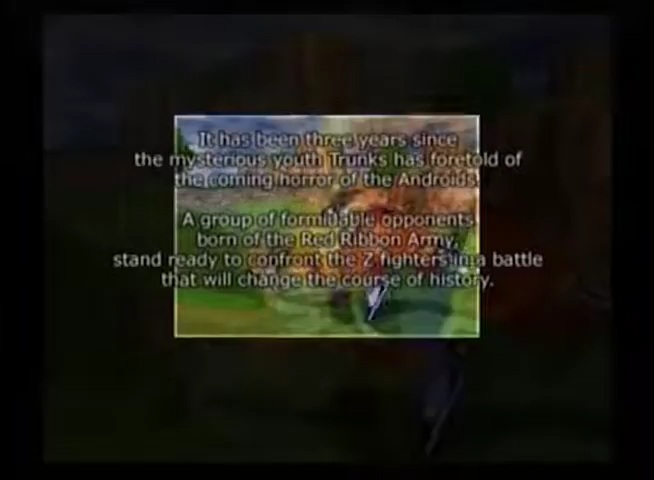 It has been three years since
the mysterious youth Trunks has foretold of
the coming horror of the Androids.
A group of formidable opponents
born of the Red Ribbon Army,
stand ready to confront the Z fighters in a battle
that will change the course of history.